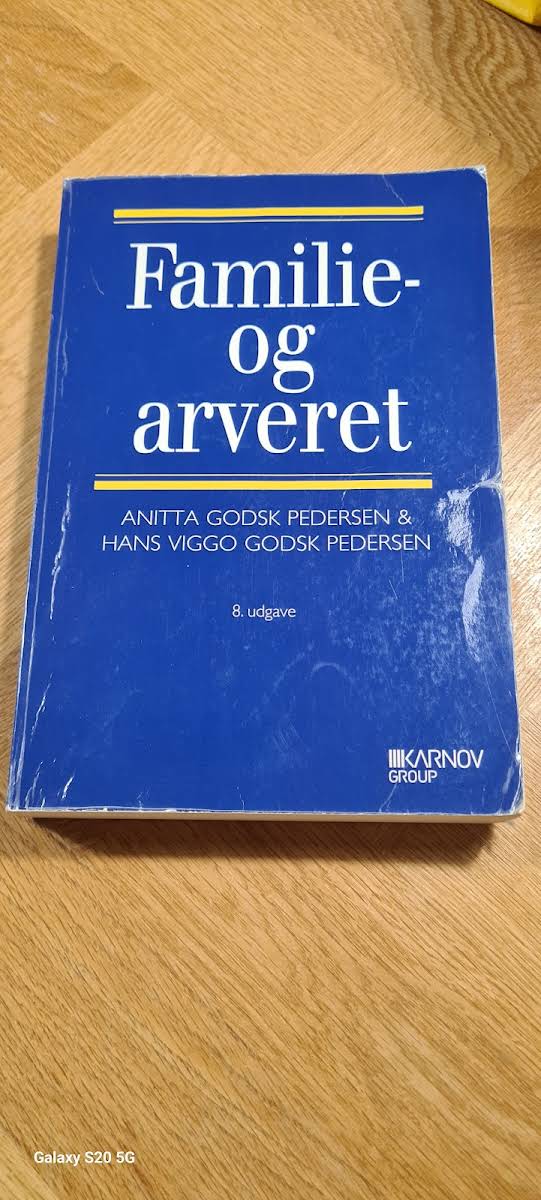 Familie-
og
arveret
ANITTA GODSK PEDERSEN &
HANS VIGGO GODSK PEDERSEN
8. udgave
KARNOV
GROUP
Galaxy S20 5G